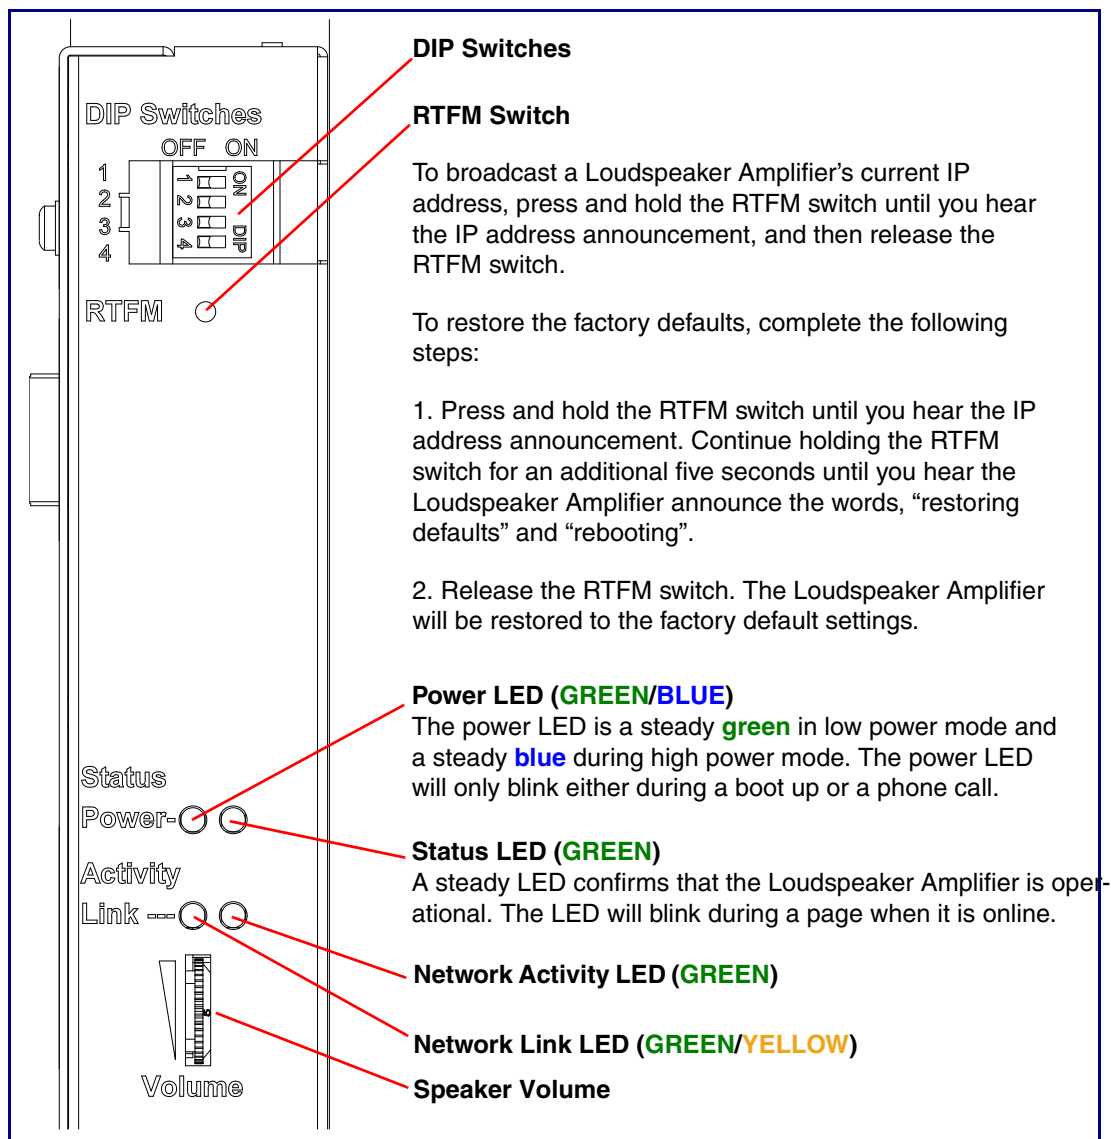 DIP Switches
RTFM Switch
To broadcast a Loudspeaker Amplifier's current IP
address, press and hold the RTFM switch until you hear
the IP address announcement, and then release the
RTFM switch.
To restore the factory defaults, complete the following
steps:
1. Press and hold the RTFM switch until you hear the IP
address announcement. Continue holding the RTFM
switch for an additional five seconds until you hear the
Loudspeaker Amplifier announce the words, “restoring
defaults” and “rebooting”.
2. Release the RTFM switch. The Loudspeaker Amplifier
will be restored to the factory default settings.
Power LED (GREEN/BLUE)
The power LED is a steady green in low power mode and
a steady blue during high power mode. The power LED
will only blink either during a boot up or a phone call.
Status LED (GREEN)
A steady LED confirms that the Loudspeaker Amplifier is oper-
ational. The LED will blink during a page when it is online.
Network Activity LED (GREEN)
Network Link LED (GREEN/YELLOW)
Speaker Volume
DIP Switches
OFF ON
1
2
3
4
1 2 3 4
ON DIP
RTFM
Status
Power-
Activity
Link ---
5
Volume